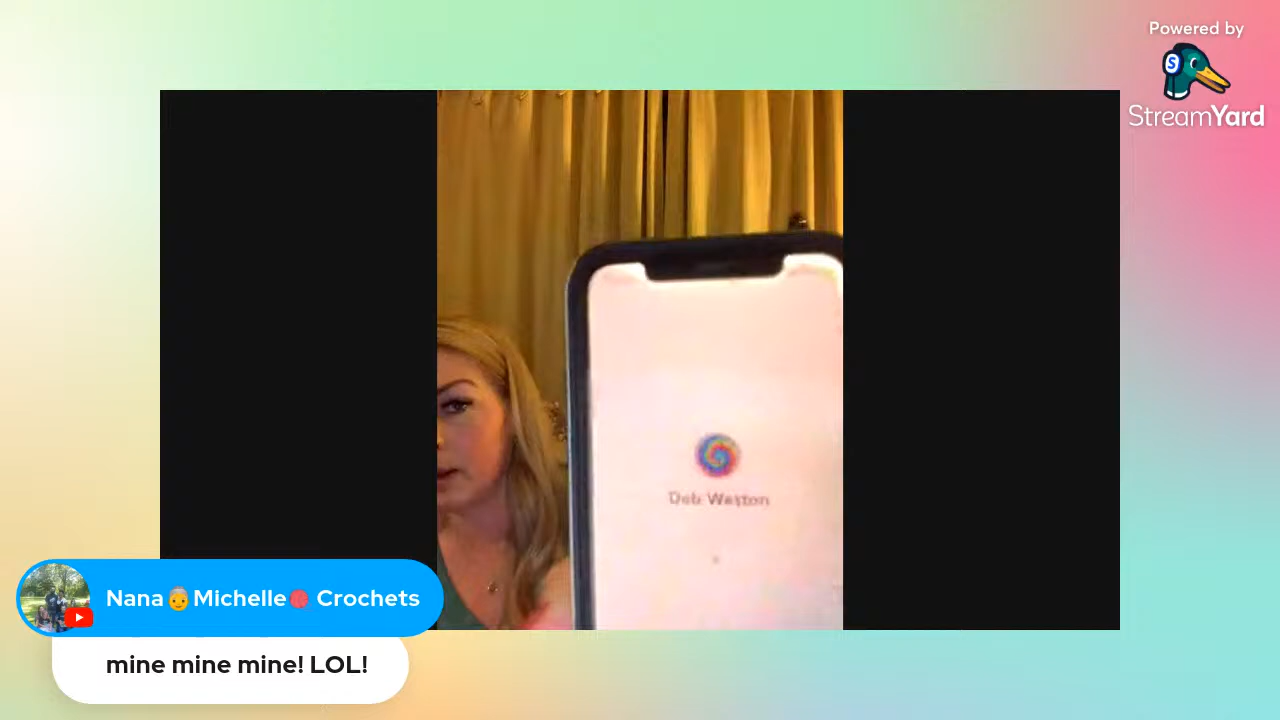 Powered by
S
StreamYard
Deb Weston
Nana👵Michelle🧶 Crochets
mine mine mine! LOL!